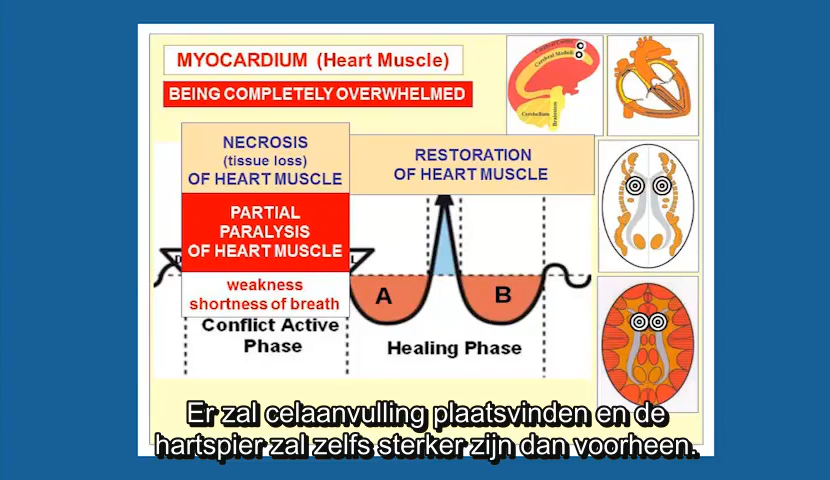 MYOCARDIUM (Heart Muscle)
BEING COMPLETELY OVERWHELMED
Cerebral Medulla
Cerebellum
Brainstem
NECROSIS
(tissue loss)
OF HEART MUSCLE
RESTORATION
OF HEART MUSCLE
PARTIAL
PARALYSIS
OF HEART MUSCLE
weakness
shortness of breath
A
B
Conflict Active
Phase
Healing Phase
Er zal celaanvulling plaatsvinden en de
hartspier zal zelfs sterker zijn dan voorheen.